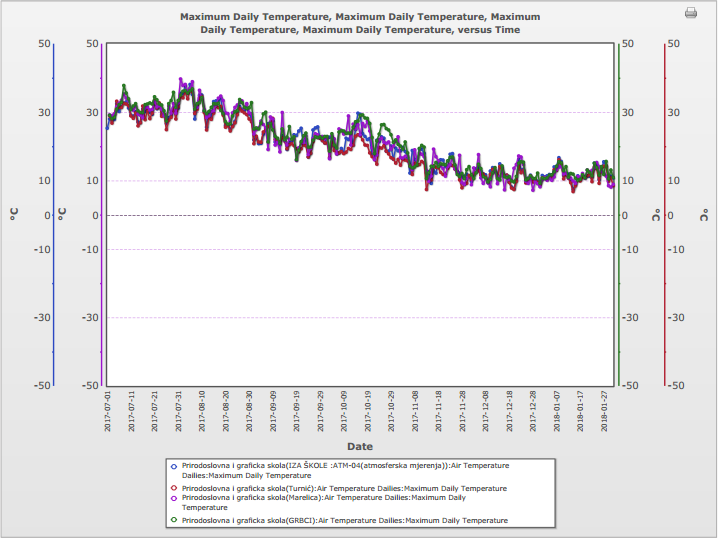 Maximum Daily Temperature, Maximum Daily Temperature, Maximum
Daily Temperature, Maximum Daily Temperature, versus Time
50 50 50 50
30 30 30 30
10 10 10 10
0 0 0 0
-10 -10 -10 -10
-30 -30 -30 -30
-50 -50 -50 -50
°C °C °C °C
2017-07-01 2017-07-11 2017-07-21 2017-07-31 2017-08-10 2017-08-20 2017-08-30 2017-09-09 2017-09-19 2017-09-29 2017-10-09 2017-10-19 2017-10-29 2017-11-08 2017-11-18 2017-11-28 2017-12-08 2017-12-18 2017-12-28 2018-01-07 2018-01-17 2018-01-27
Date
Prirodoslovna i graficka skola(IZA ŠKOLE :ATM-04(atmosferska mjerenja)):Air Temperature
Dailies:Maximum Daily Temperature
Prirodoslovna i graficka skola(Turnić):Air Temperature Dailies:Maximum Daily Temperature
Prirodoslovna i graficka skola(Marelica):Air Temperature Dailies:Maximum Daily
Temperature
Prirodoslovna i graficka skola(GRBCI):Air Temperature Dailies:Maximum Daily Temperature